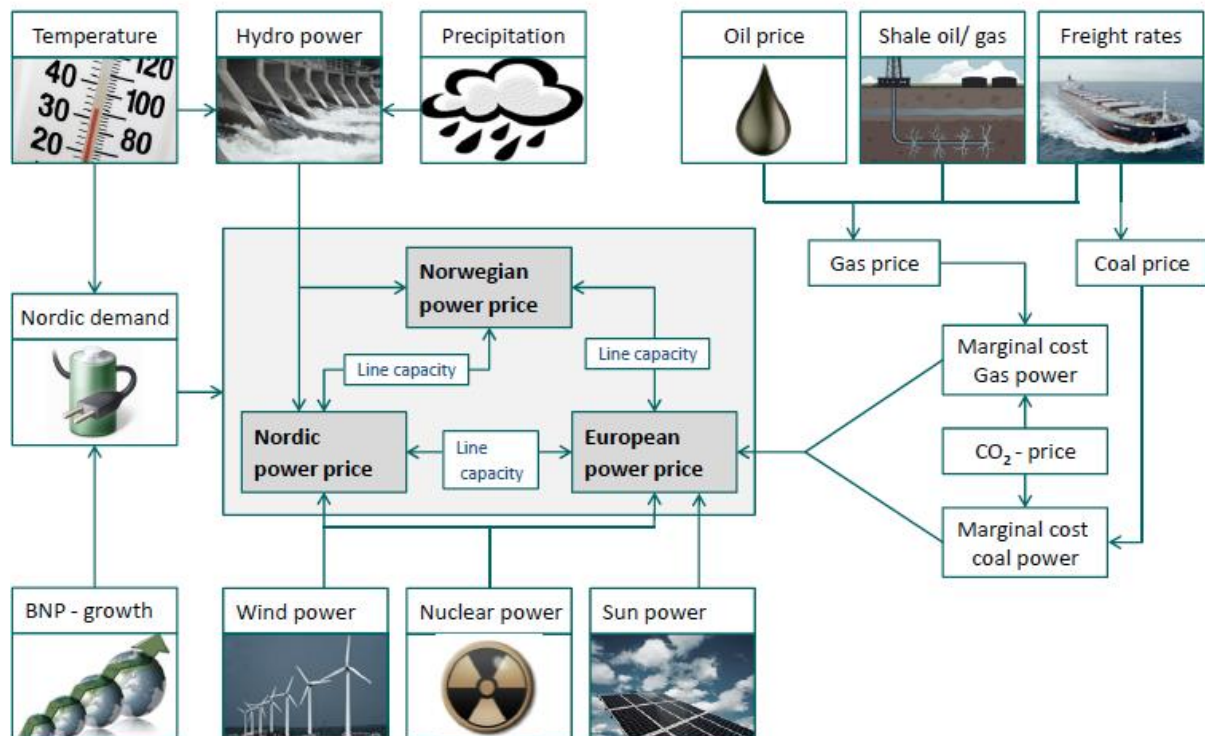 Temperature
Hydro power
Precipitation
Oil price
Shale oil/ gas
Freight rates
40
30
20
120
100
80
Gas price
Coal price
Norwegian
power price
Nordic demand
Line capacity
Line capacity
Marginal cost
Gas power
Nordic
power price
Line
capacity
European
power price
CO₂ - price
Marginal cost
coal power
BNP - growth
Wind power
Nuclear power
Sun power